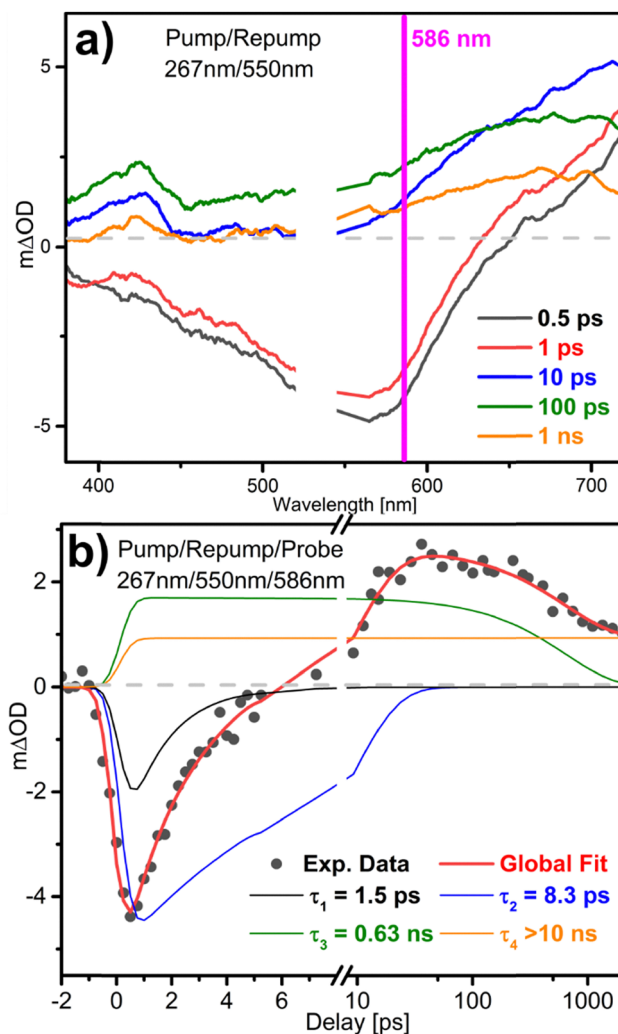 a)
Pump/Repump
267nm/550nm
586 nm
5
0
-5
mΔOD
0.5 ps
1 ps
10 ps
100 ps
1 ns
400
500
600
700
Wavelength [nm]
b)
Pump/Repump/Probe
267nm/550nm/586nm
2
0
-2
-4
mΔOD
Exp. Data
Global Fit
τ1 = 1.5 ps
τ2 = 8.3 ps
τ3 = 0.63 ns
τ4 >10 ns
-2
0
2
4
6
10
100
1000
Delay [ps]